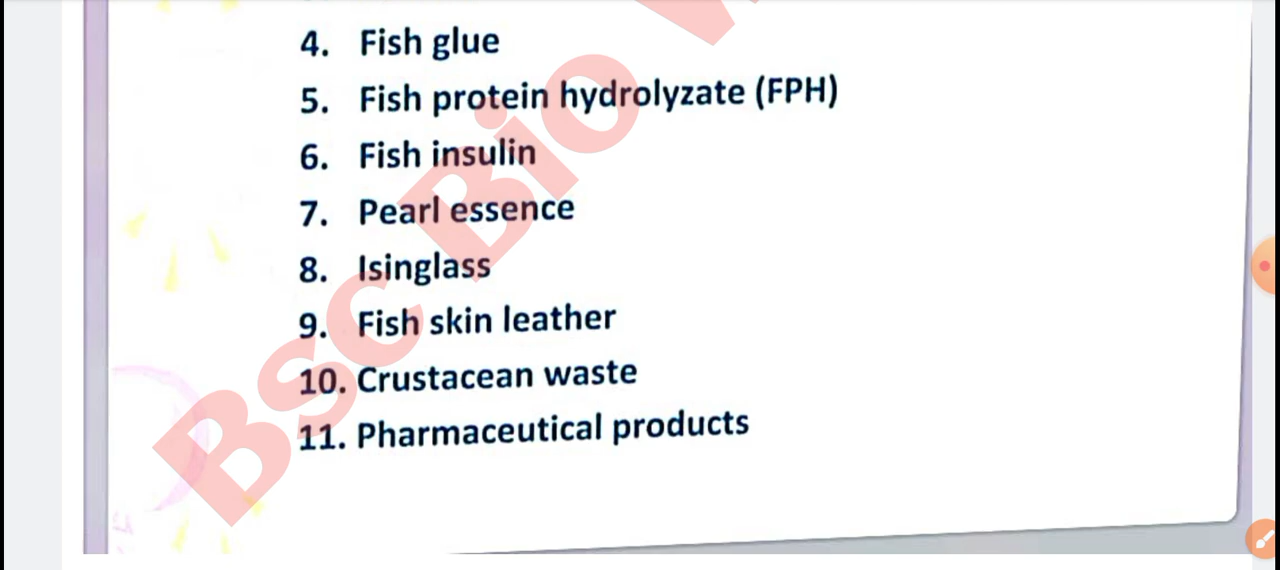 4. Fish glue
5. Fish protein hydrolyzate (FPH)
6. Fish insulin
7. Pearl essence
8. Isinglass
9. Fish skin leather
10. Crustacean waste
11. Pharmaceutical products
Bsc Bio